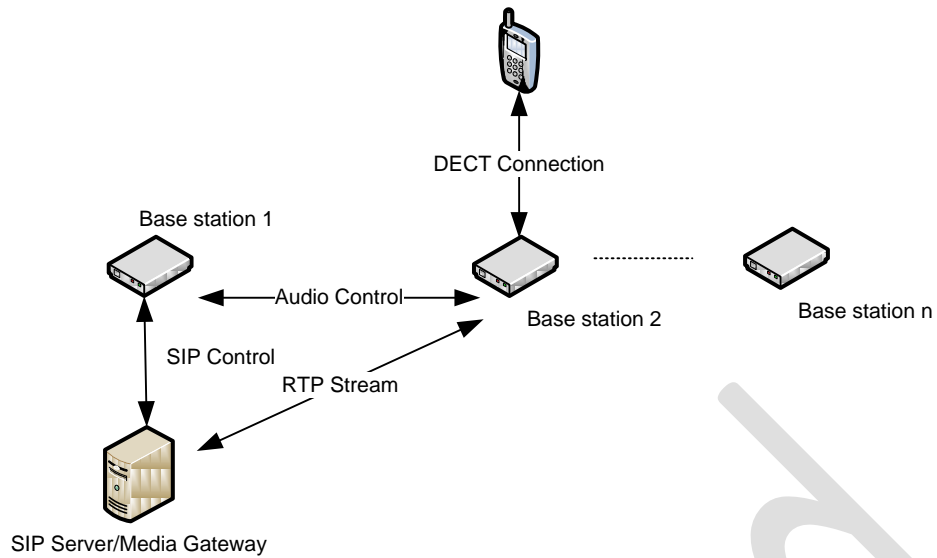 DECT Connection
Base station 1
Audio Control
Base station 2
Base station n
SIP Control
RTP Stream
SIP Server/Media Gateway